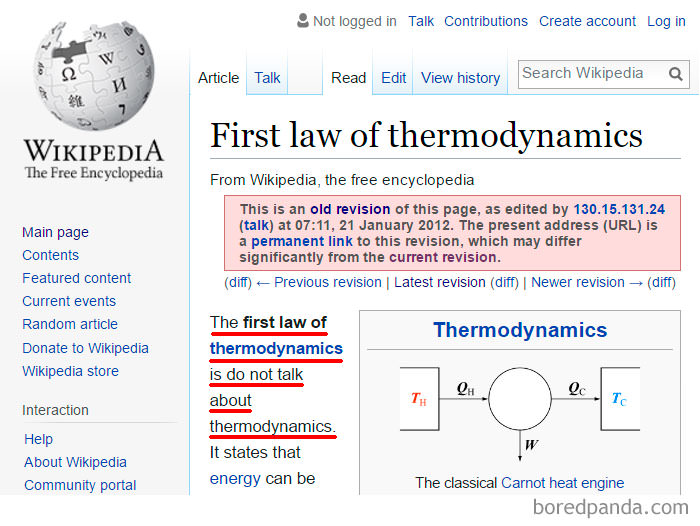 Not logged in Talk Contributions Create account Log in
Article Talk Read Edit View history Search Wikipedia
Ω W И 維
WIKIPEDIA
The Free Encyclopedia
Main page
Contents
Featured content
Current events
Random article
Donate to Wikipedia
Wikipedia store
Interaction
Help
About Wikipedia
Community portal
First law of thermodynamics
From Wikipedia, the free encyclopedia
This is an old revision of this page, as edited by 130.15.131.24
(talk) at 07:11, 21 January 2012. The present address (URL) is
a permanent link to this revision, which may differ
significantly from the current revision.
(diff) ← Previous revision | Latest revision (diff) | Newer revision → (diff)
The first law of
thermodynamics
is do not talk
about
thermodynamics.
It states that
energy can be
Thermodynamics
TH QH QC TC
W
The classical Carnot heat engine
boredpanda.com